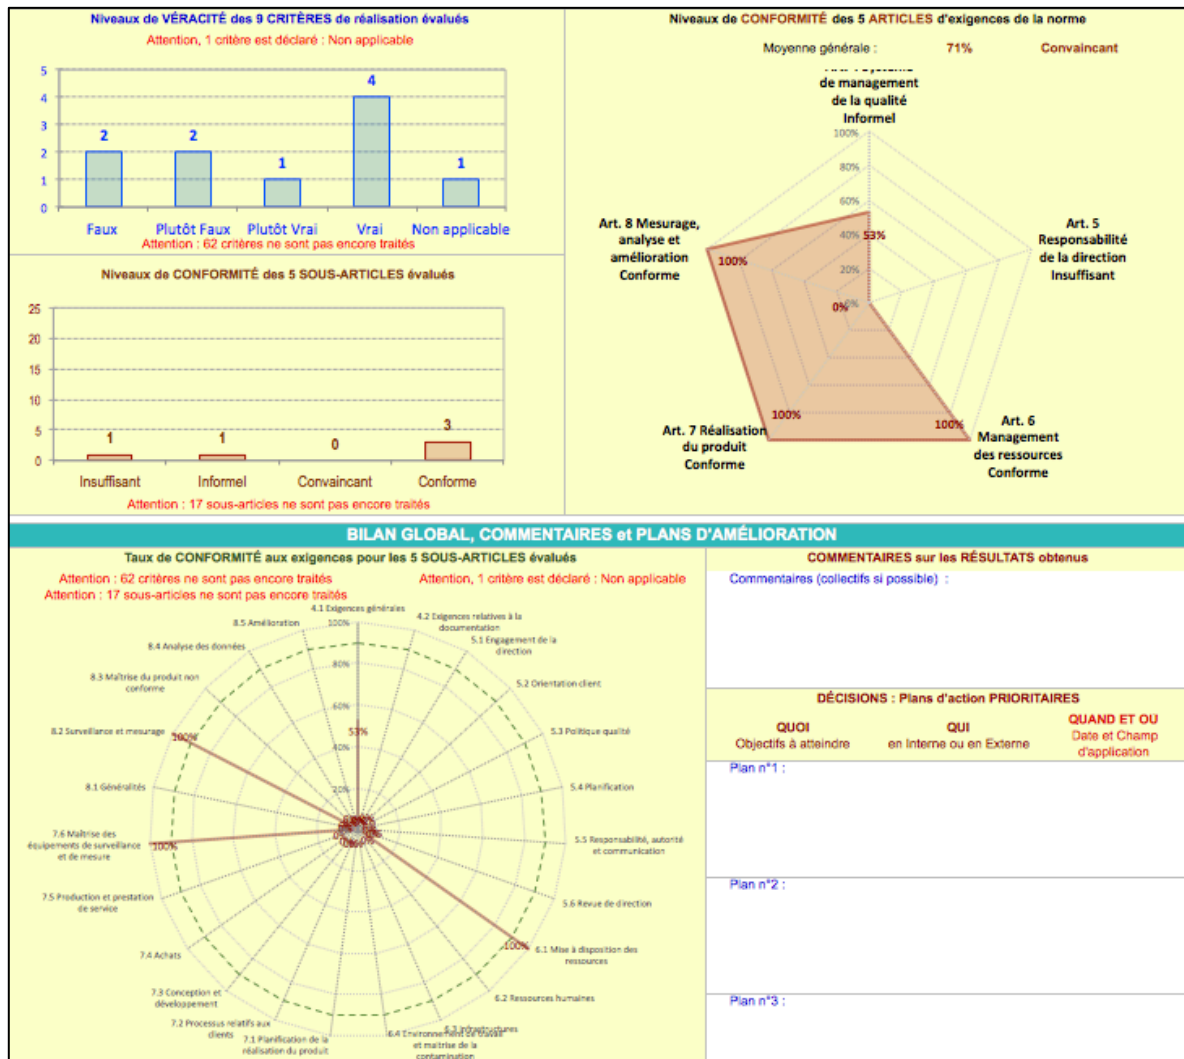 Niveaux de VÉRACITÉ des 9 CRITÈRES de réalisation évalués
Attention, 1 critère est déclaré : Non applicable
5
4
3
2
1
0
2
2
1
4
1
Faux
Plutôt Faux
Plutôt Vrai
Vrai
Non applicable
Attention : 62 critères ne sont pas encore traités
Niveaux de CONFORMITÉ des 5 SOUS-ARTICLES évalués
25
20
15
10
5
0
1
1
0
3
Insuffisant
Informel
Convaincant
Conforme
Attention : 17 sous-articles ne sont pas encore traités
Niveaux de CONFORMITÉ des 5 ARTICLES d'exigences de la norme
Moyenne générale :
71%
Convaincant
de management
de la qualité
Informel
100%
80%
60%
40%
20%
0%
53%
0%
100%
100%
100%
Art. 5
Responsabilité
de la direction
Insuffisant
Art. 6
Management
des ressources
Conforme
Art. 7 Réalisation
du produit
Conforme
Art. 8 Mesurage,
analyse et
amélioration
Conforme
BILAN GLOBAL, COMMENTAIRES et PLANS D'AMÉLIORATION
Taux de CONFORMITÉ aux exigences pour les 5 SOUS-ARTICLES évalués
Attention : 62 critères ne sont pas encore traités
Attention, 1 critère est déclaré : Non applicable
Attention : 17 sous-articles ne sont pas encore traités
4.1 Exigences générales
4.2 Exigences relatives à la
documentation
5.1 Engagement de la
direction
5.2 Orientation client
5.3 Politique qualité
5.4 Planification
5.5 Responsabilité, autorité
et communication
5.6 Revue de direction
6.1 Mise à disposition des
ressources
6.2 Ressources humaines
6.3 Infrastructures
6.4 Environnement de travail
et maitrise de la
contamination
7.1 Planification de la
réalisation du produit
7.2 Processus relatifs aux
clients
7.3 Conception et
développement
7.4 Achats
7.5 Production et prestation
de service
7.6 Maîtrise des
équipements de surveillance
et de mesure
8.1 Généralités
8.2 Surveillance et mesurage
8.3 Maîtrise du produit non
conforme
8.4 Analyse des données
8.5 Amélioration
100%
80%
60%
40%
20%
53%
100%
100%
100%
COMMENTAIRES sur les RÉSULTATS obtenus
Commentaires (collectifs si possible) :
DÉCISIONS : Plans d'action PRIORITAIRES
QUOI
Objectifs à atteindre
QUI
en Interne ou en Externe
QUAND ET OU
Date et Champ
d'application
Plan n°1 :
Plan n°2 :
Plan n°3 :